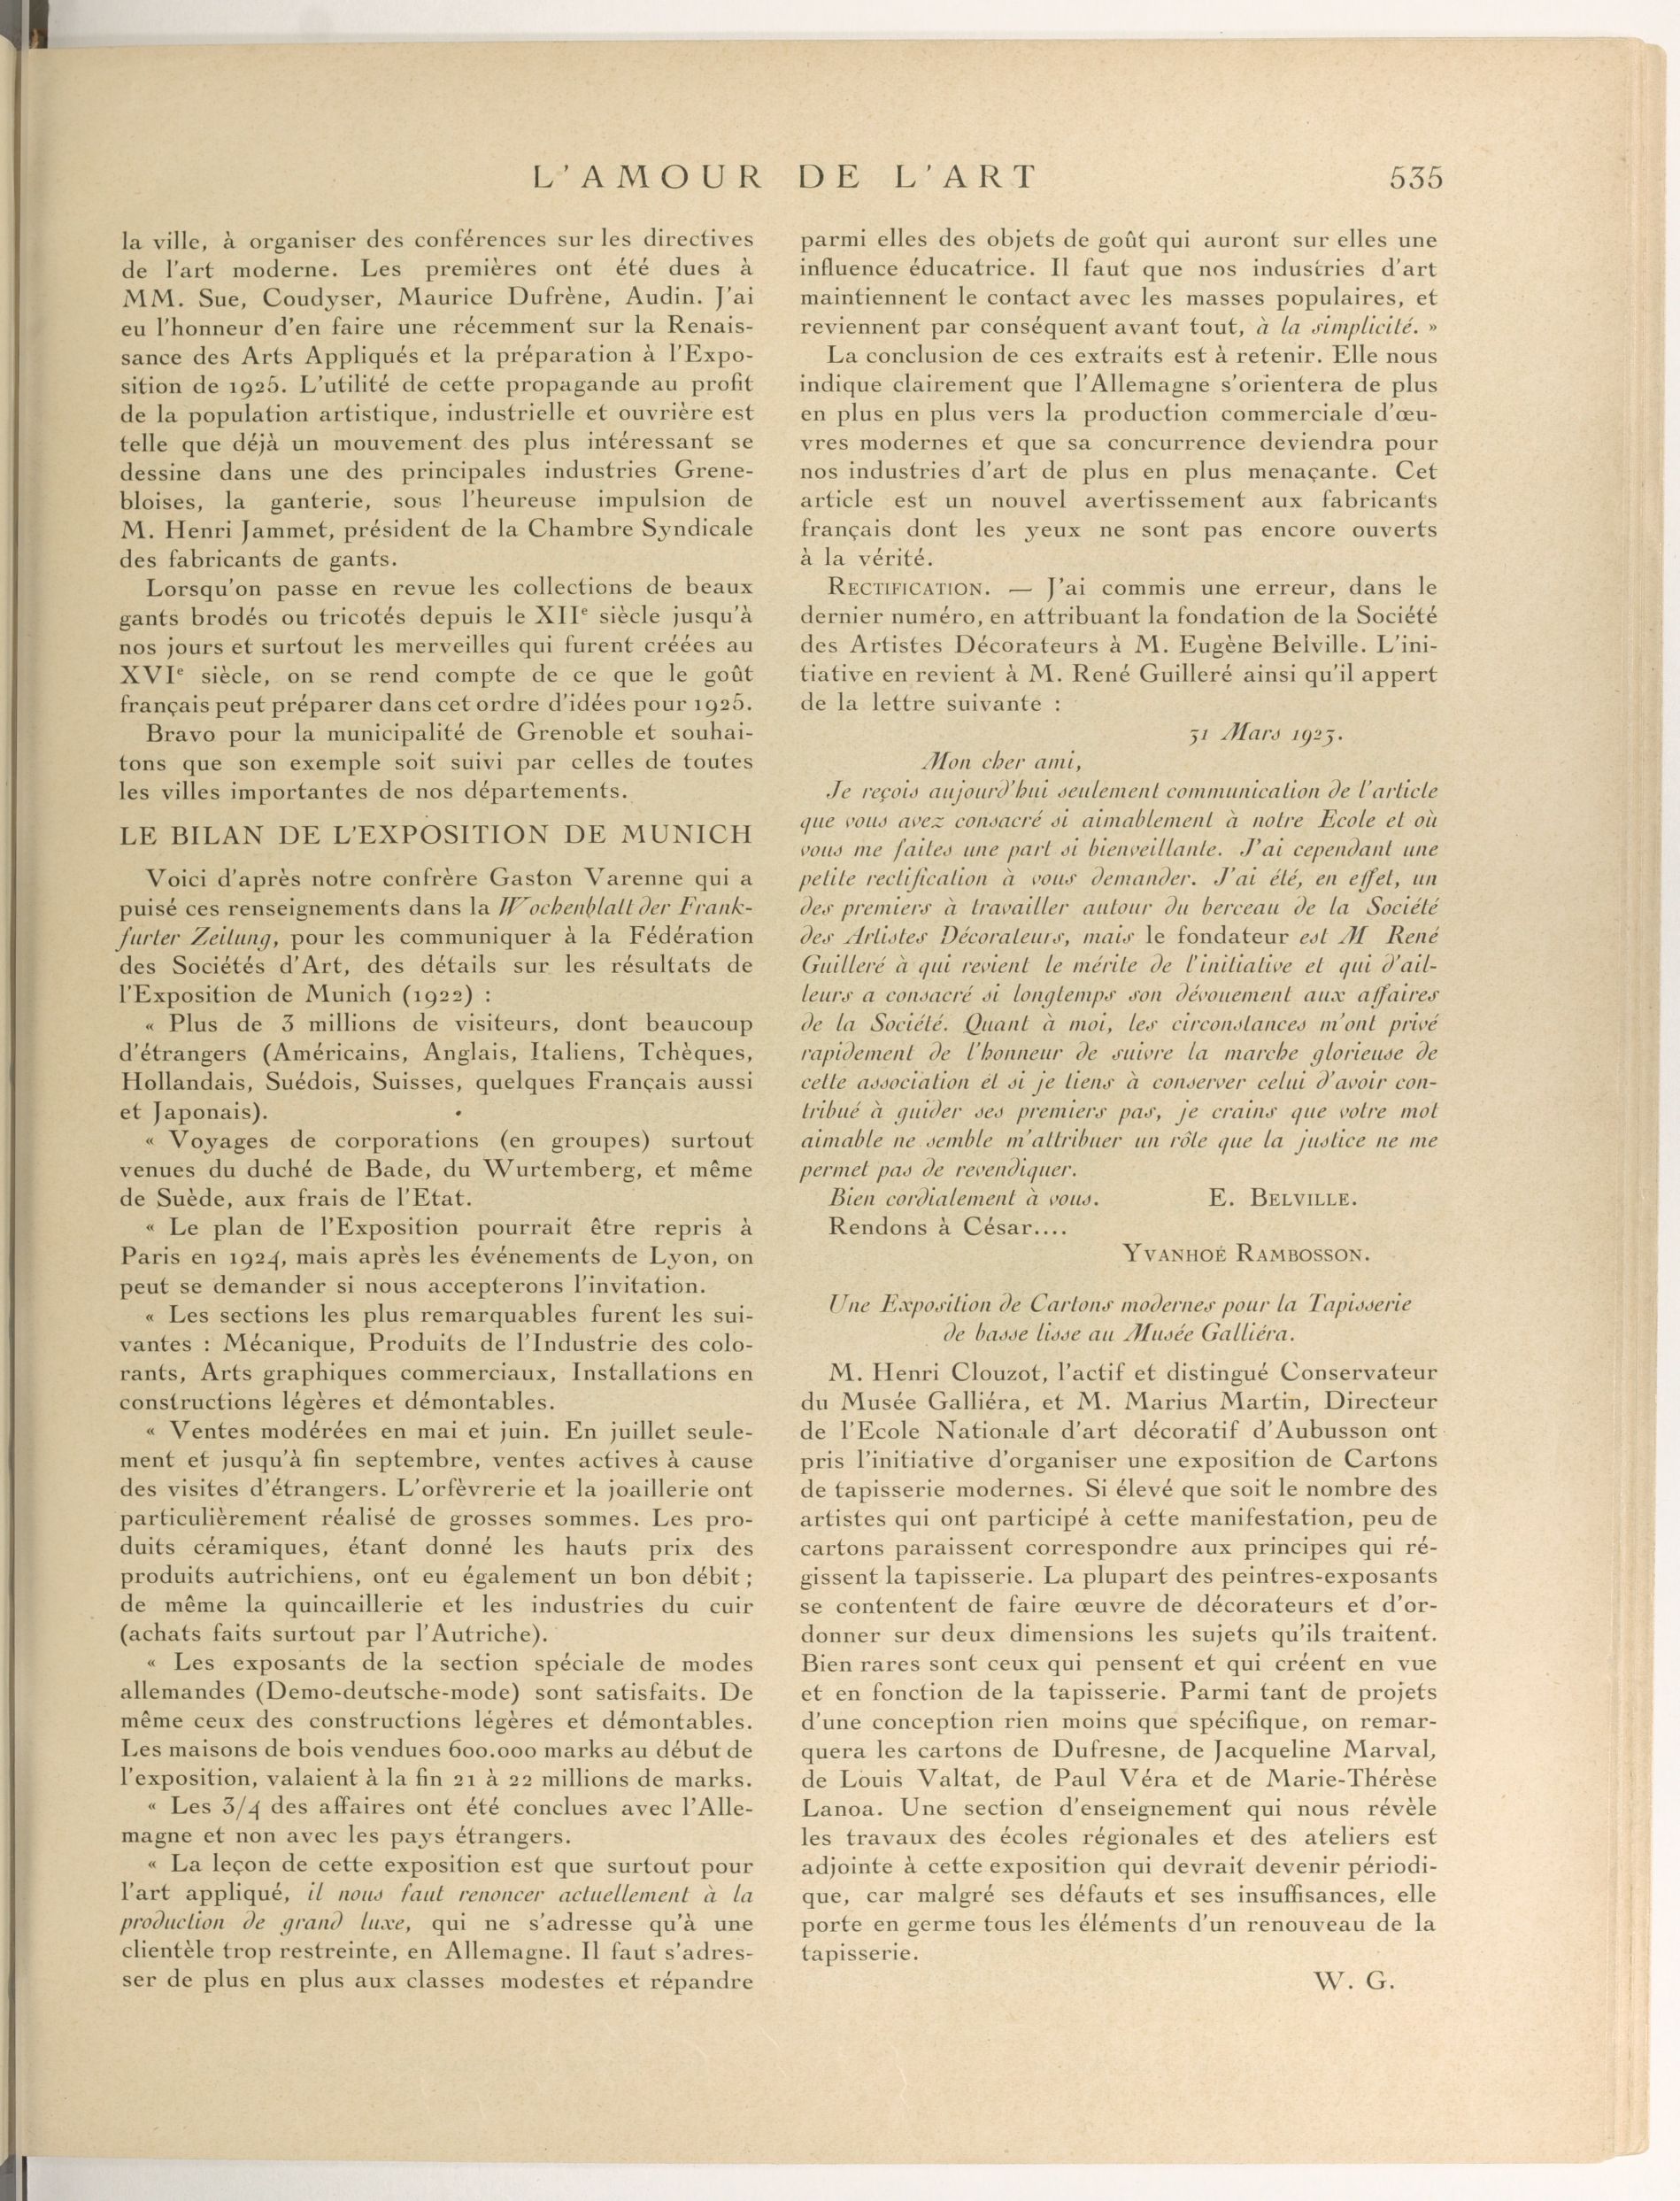 L'AMOUR DE L'ART 535
la ville, à organiser des conférences sur les directives
de l'art moderne. Les premières ont été dues à
MM. Sue, Coudyser, Maurice Dufrène, Audin. J'ai
eu l'honneur d'en faire une récemment sur la Renais-
sance des Arts Appliqués et la préparation à l'Expo-
sition de 1925. L'utilité de cette propagande au profit
de la population artistique, industrielle et ouvrière est
telle que déjà un mouvement des plus intéressant se
dessine dans une des principales industries Grene-
bloises, la ganterie, sous l'heureuse impulsion de
M. Henri Jammet, président de la Chambre Syndicale
des fabricants de gants.
Lorsqu'on passe en revue les collections de beaux
gants brodés ou tricotés depuis le XIIe siècle jusqu'à
nos jours et surtout les merveilles qui furent créées au
XVIe siècle, on se rend compte de ce que le goût
français peut préparer dans cet ordre d'idées pour 1925.
Bravo pour la municipalité de Grenoble et souhai-
tons que son exemple soit suivi par celles de toutes
les villes importantes de nos départements.
LE BILAN DE L'EXPOSITION DE MUNICH
Voici d'après notre confrère Gaston Varenne qui a
puisé ces renseignements dans la Wochenblatt der Frank-
furter Zeitung, pour les communiquer à la Fédération
des Sociétés d'Art, des détails sur les résultats de
l'Exposition de Munich (1922) :
« Plus de 3 millions de visiteurs, dont beaucoup
d'étrangers (Américains, Anglais, Italiens, Tchèques,
Hollandais, Suédois, Suisses, quelques Français aussi
et Japonais).
« Voyages de corporations (en groupes) surtout
venues du duché de Bade, du Wurtemberg, et même
de Suède, aux frais de l'Etat.
« Le plan de l'Exposition pourrait être repris à
Paris en 1924, mais après les événements de Lyon, on
peut se demander si nous accepterons l'invitation.
« Les sections les plus remarquables furent les sui-
vantes : Mécanique, Produits de l'Industrie des colo-
rants, Arts graphiques commerciaux, Installations en
constructions légères et démontables.
« Ventes modérées en mai et juin. En juillet seule-
ment et jusqu'à fin septembre, ventes actives à cause
des visites d'étrangers. L'orfèvrerie et la joaillerie ont
particulièrement réalisé de grosses sommes. Les pro-
duits céramiques, étant donné les hauts prix des
produits autrichiens, ont eu également un bon débit ;
de même la quincaillerie et les industries du cuir
(achats faits surtout par l'Autriche).
« Les exposants de la section spéciale de modes
allemandes (Demo-deutsche-mode) sont satisfaits. De
même ceux des constructions légères et démontables.
Les maisons de bois vendues 600.000 marks au début de
l'exposition, valaient à la fin 21 à 22 millions de marks.
« Les 3/4 des affaires ont été conclues avec l'Alle-
magne et non avec les pays étrangers.
« La leçon de cette exposition est que surtout pour
l'art appliqué, il nous faut renoncer actuellement à la
production de grand luxe, qui ne s'adresse qu'à une
clientèle trop restreinte, en Allemagne. Il faut s'adres-
ser de plus en plus aux classes modestes et répandre
parmi elles des objets de goût qui auront sur elles une
influence éducatrice. Il faut que nos industries d'art
maintiennent le contact avec les masses populaires, et
reviennent par conséquent avant tout, à la simplicité. »
La conclusion de ces extraits est à retenir. Elle nous
indique clairement que l'Allemagne s'orientera de plus
en plus en plus vers la production commerciale d'œu-
vres modernes et que sa concurrence deviendra pour
nos industries d'art de plus en plus menaçante. Cet
article est un nouvel avertissement aux fabricants
français dont les yeux ne sont pas encore ouverts
à la vérité.
RECTIFICATION. — J'ai commis une erreur, dans le
dernier numéro, en attribuant la fondation de la Société
des Artistes Décorateurs à M. Eugène Belville. L'ini-
tiative en revient à M. René Guilleré ainsi qu'il appert
de la lettre suivante :
31 Mars 1923.
Mon cher ami,
Je reçois aujourd'hui seulement communication de l'article
que vous avez consacré si aimablement à notre Ecole et où
vous me faites une part si bienveillante. J'ai cependant une
petite rectification à vous demander. J'ai été, en effet, un
des premiers à travailler autour du berceau de la Société
des Artistes Décorateurs, mais le fondateur est M René
Guilleré à qui revient le mérite de l'initiative et qui d'ail-
leurs a consacré si longtemps son dévouement aux affaires
de la Société. Quant à moi, les circonstances m'ont privé
rapidement de l'honneur de suivre la marche glorieuse de
cette association et si je tiens à conserver celui d'avoir con-
tribué à guider ses premiers pas, je crains que votre mot
aimable ne semble m'attribuer un rôle que la justice ne me
permet pas de revendiquer.
Bien cordialement à vous. E. BELVILLE.
Rendons à César....
YVANHOÉ RAMBOSSON.
Une Exposition de Cartons modernes pour la Tapisserie
de basse lisse au Musée Galliéra.
M. Henri Clouzot, l'actif et distingué Conservateur
du Musée Galliéra, et M. Marius Martin, Directeur
de l'Ecole Nationale d'art décoratif d'Aubusson ont
pris l'initiative d'organiser une exposition de Cartons
de tapisserie modernes. Si élevé que soit le nombre des
artistes qui ont participé à cette manifestation, peu de
cartons paraissent correspondre aux principes qui ré-
gissent la tapisserie. La plupart des peintres-exposants
se contentent de faire œuvre de décorateurs et d'or-
donner sur deux dimensions les sujets qu'ils traitent.
Bien rares sont ceux qui pensent et qui créent en vue
et en fonction de la tapisserie. Parmi tant de projets
d'une conception rien moins que spécifique, on remar-
quera les cartons de Dufresne, de Jacqueline Marval,
de Louis Valtat, de Paul Véra et de Marie-Thérèse
Lanoa. Une section d'enseignement qui nous révèle
les travaux des écoles régionales et des ateliers est
adjointe à cette exposition qui devrait devenir périodi-
que, car malgré ses défauts et ses insuffisances, elle
porte en germe tous les éléments d'un renouveau de la
tapisserie.
W. G.